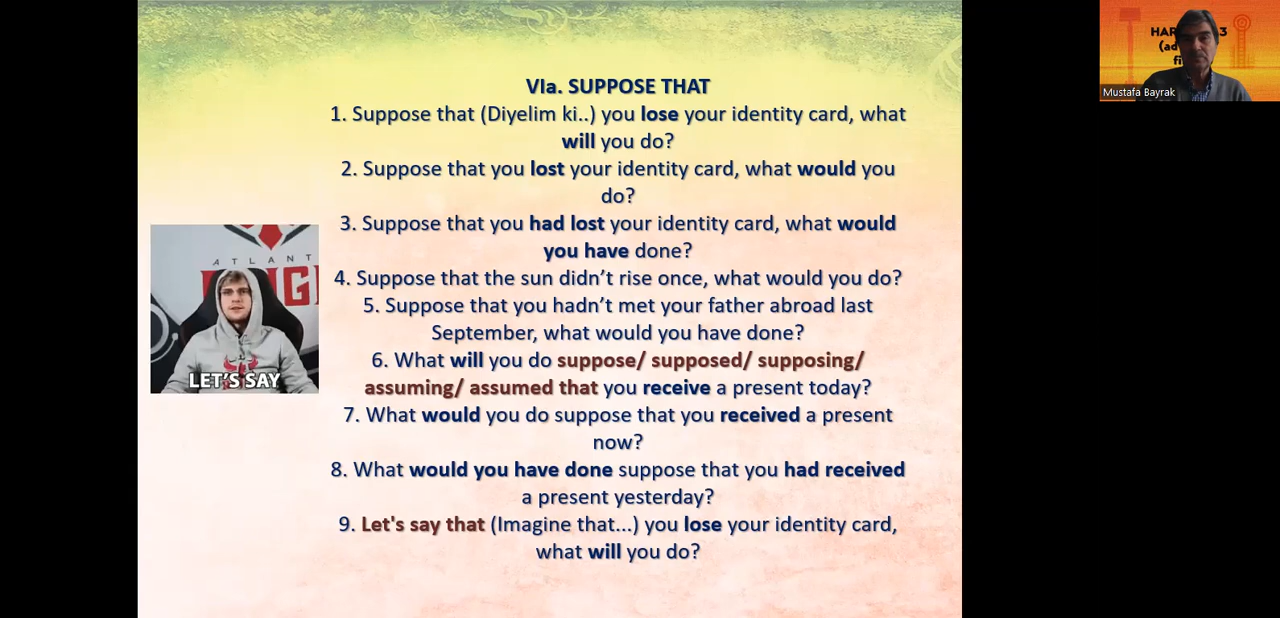 VIa. SUPPOSE THAT
1. Suppose that (Diyelim ki..) you lose your identity card, what
will you do?
2. Suppose that you lost your identity card, what would you
do?
3. Suppose that you had lost your identity card, what would
you have done?
4. Suppose that the sun didn’t rise once, what would you do?
5. Suppose that you hadn’t met your father abroad last
September, what would you have done?
6. What will you do suppose/ supposed/ supposing/
assuming/ assumed that you receive a present today?
7. What would you do suppose that you received a present
now?
8. What would you have done suppose that you had received
a present yesterday?
9. Let's say that (Imagine that...) you lose your identity card,
what will you do?
ATLANT
LET'S SAY
Mustafa Bayrak